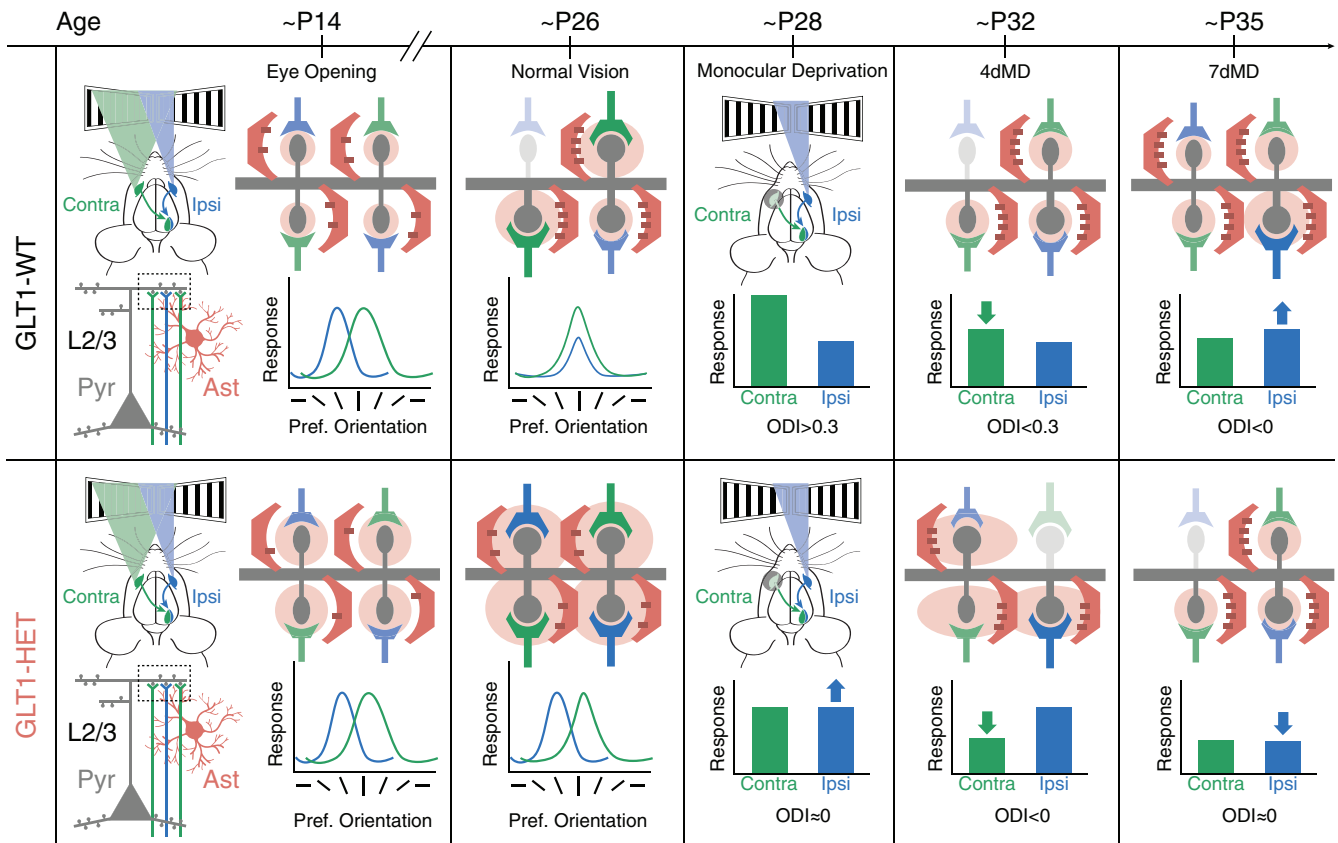 Age ~P14 ~P26 ~P28 ~P32 ~P35
Eye Opening Normal Vision Monocular Deprivation 4dMD 7dMD
GLT1-WT
Contra Ipsi
Contra Ipsi
L2/3
Pyr Ast
Response
Pref. Orientation
Response
Pref. Orientation
Response
Contra Ipsi
ODI>0.3
Response
Contra Ipsi
ODI<0.3
Response
Contra Ipsi
ODI<0
GLT1-HET
Contra Ipsi
Contra Ipsi
L2/3
Pyr Ast
Response
Pref. Orientation
Response
Pref. Orientation
Response
Contra Ipsi
ODI≈0
Response
Contra Ipsi
ODI<0
Response
Contra Ipsi
ODI≈0